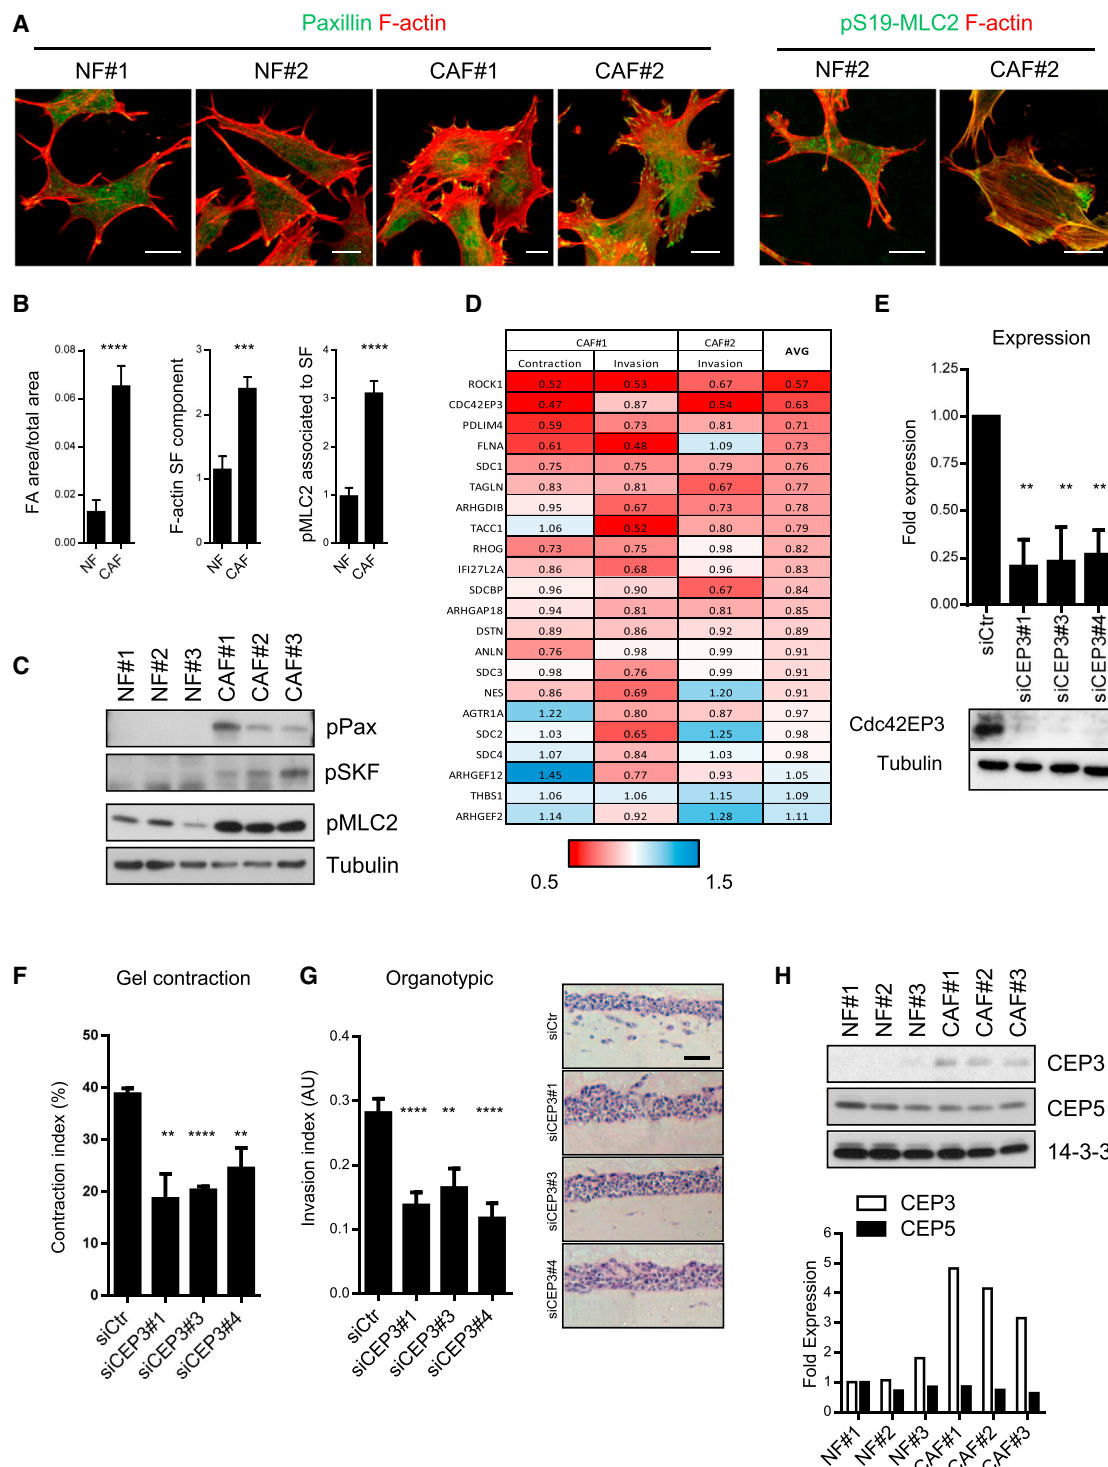 A
Paxillin F-actin
pS19-MLC2 F-actin
NF#1 NF#2 CAF#1 CAF#2 NF#2 CAF#2
B
FA area/total area
0.08
0.06
0.04
0.02
0.00
****
NF CAF
F-actin SF component
3
2
1
0
***
NF CAF
pMLC2 associated to SF
4
3
2
1
0
****
NF CAF
C
NF#1 NF#2 NF#3 CAF#1 CAF#2 CAF#3
pPax
pSKF
pMLC2
Tubulin
D
CAF#1 CAF#2 AVG
Contraction Invasion Invasion
ROCK1 0.52 0.53 0.67 0.57
CDC42EP3 0.47 0.87 0.54 0.63
PDLIM4 0.59 0.73 0.81 0.71
FLNA 0.61 0.48 1.09 0.73
SDC1 0.75 0.75 0.79 0.76
TAGLN 0.83 0.81 0.67 0.77
ARHGDIB 0.95 0.67 0.73 0.78
TACC1 1.06 0.52 0.80 0.79
RHOG 0.73 0.75 0.98 0.82
IFI27L2A 0.86 0.68 0.96 0.83
SDCBP 0.96 0.90 0.67 0.84
ARHGAP18 0.94 0.81 0.81 0.85
DSTN 0.89 0.86 0.92 0.89
ANLN 0.76 0.98 0.99 0.91
SDC3 0.98 0.76 0.99 0.91
NES 0.86 0.69 1.20 0.91
AGTR1A 1.22 0.80 0.87 0.97
SDC2 1.03 0.65 1.25 0.98
SDC4 1.07 0.84 1.03 0.98
ARHGEF12 1.45 0.77 0.93 1.05
THBS1 1.06 1.06 1.15 1.09
ARHGEF2 1.14 0.92 1.28 1.11
0.5 1.5
E
Expression
Fold expression
1.25
1.00
0.75
0.50
0.25
0.00
** ** **
siCtr siCEP3#1 siCEP3#3 siCEP3#4
Cdc42EP3
Tubulin
F
Gel contraction
Contraction index (%)
50
40
30
20
10
0
** **** **
siCtr siCEP3#1 siCEP3#3 siCEP3#4
G
Organotypic
Invasion index (AU)
0.4
0.3
0.2
0.1
0.0
**** ** ****
siCtr siCEP3#1 siCEP3#3 siCEP3#4
siCtr
siCEP3#1
siCEP3#3
siCEP3#4
H
NF#1 NF#2 NF#3 CAF#1 CAF#2 CAF#3
CEP3
CEP5
14-3-3
CEP3
CEP5
Fold Expression
6
5
4
3
2
1
0
NF#1 NF#2 NF#3 CAF#1 CAF#2 CAF#3